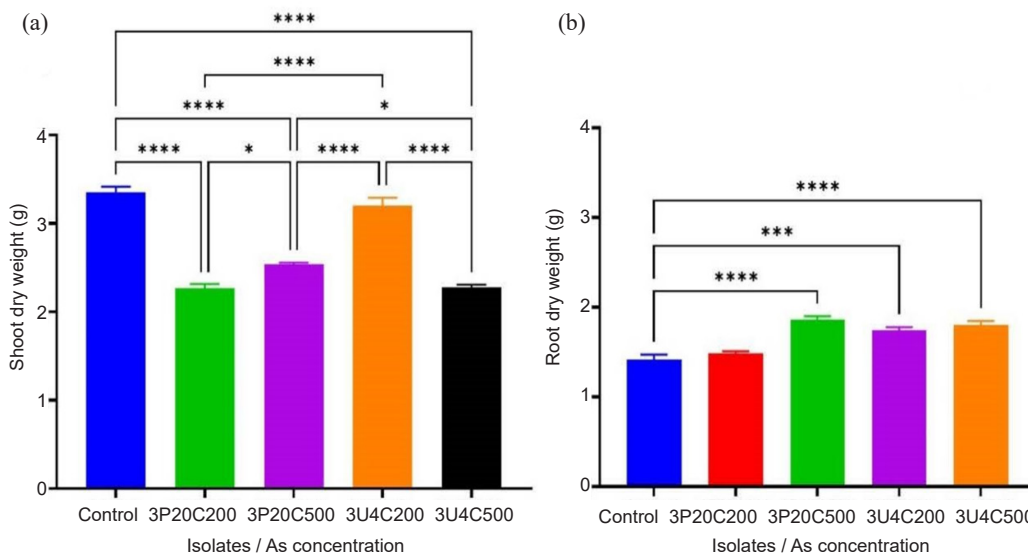 (a)
****
****
****
*
****
*
****
****
4
3
2
1
0
Shoot dry weight (g)
Control 3P20C200 3P20C500 3U4C200 3U4C500
Isolates / As concentration
(b)
****
***
****
4
3
2
1
0
Root dry weight (g)
Control 3P20C200 3P20C500 3U4C200 3U4C500
Isolates / As concentration